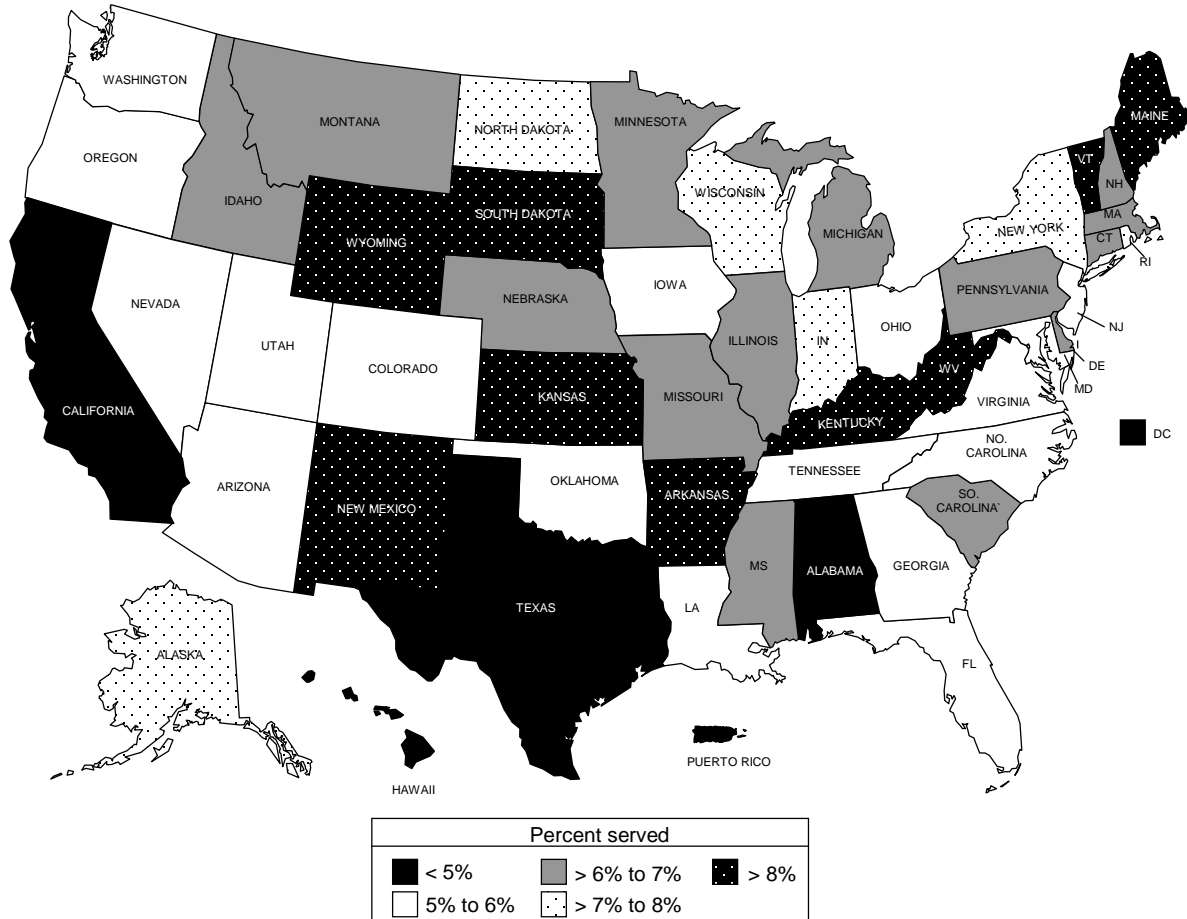 WASHINGTON
MAINE
MONTANA
NORTH DAKOTA
MINNESOTA
OREGON
VT
NH
IDAHO
SOUTH DAKOTA
WISCONSIN
MA
WYOMING
MICHIGAN
NEW YORK
CT
RI
NEVADA
NEBRASKA
IOWA
PENNSYLVANIA
NJ
UTAH
COLORADO
ILLINOIS
IN
OHIO
DE
MD
CALIFORNIA
KANSAS
MISSOURI
WV
VIRGINIA
KENTUCKY
DC
ARIZONA
OKLAHOMA
TENNESSEE
NO.
CAROLINA
NEW MEXICO
ARKANSAS
SO.
CAROLINA
TEXAS
LA
MS
ALABAMA
GEORGIA
ALASKA
FL
HAWAII
PUERTO RICO
Percent served
< 5%
> 6% to 7%
> 8%
5% to 6%
> 7% to 8%